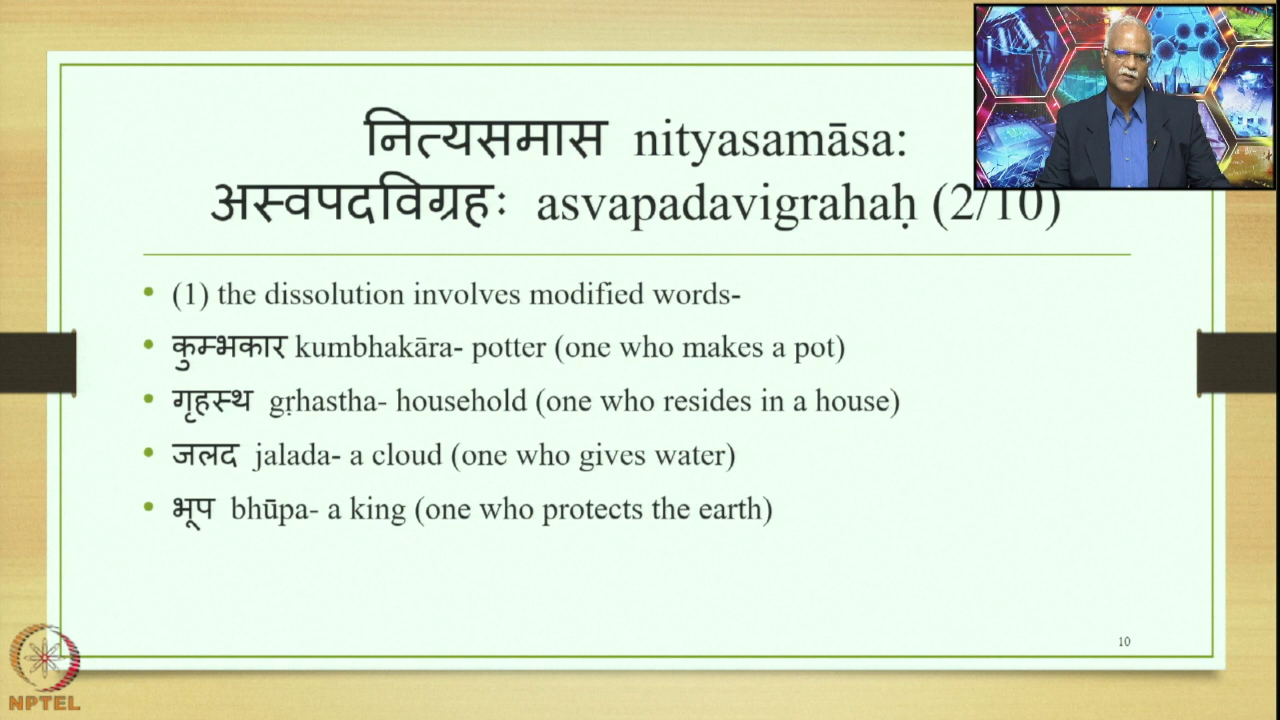 नित्यसमास nityasamāsa:
अस्वपदविग्रहः asvapadavigrahaḥ (2/10)
• (1) the dissolution involves modified words-
• कुम्भकार kumbhakāra- potter (one who makes a pot)
• गृहस्थ gṛhastha- household (one who resides in a house)
• जलद jalada- a cloud (one who gives water)
• भूप bhūpa- a king (one who protects the earth)
10
NPTEL